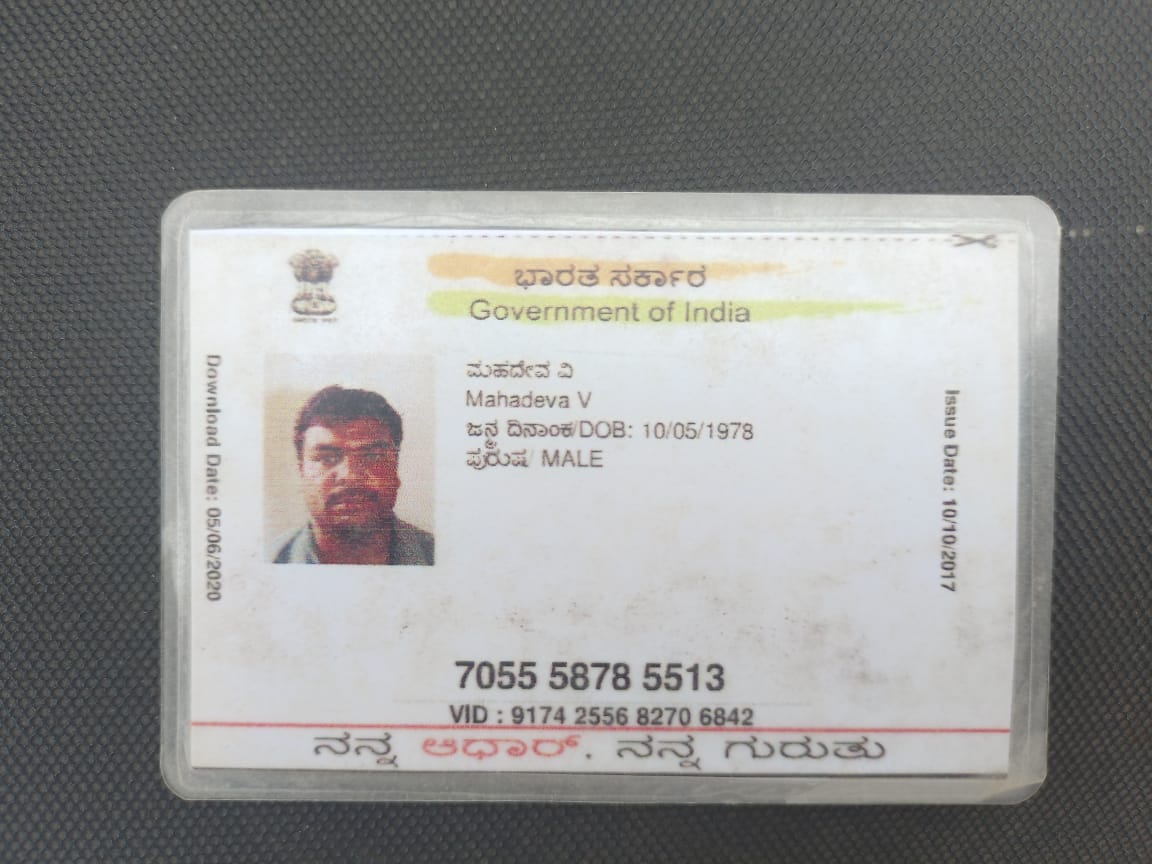 ಭಾರತ ಸರ್ಕಾರ
Government of India
ಮಹದೇವ ವಿ
Mahadeva V
ಜನ್ಮ ದಿನಾಂಕ/DOB: 10/05/1978
ಪುರುಷ/ MALE
Download Date: 05/06/2020
Issue Date: 10/10/2017
7055 5878 5513
VID : 9174 2556 8270 6842
ನನ್ನ ಆಧಾರ್, ನನ್ನ ಗುರುತು